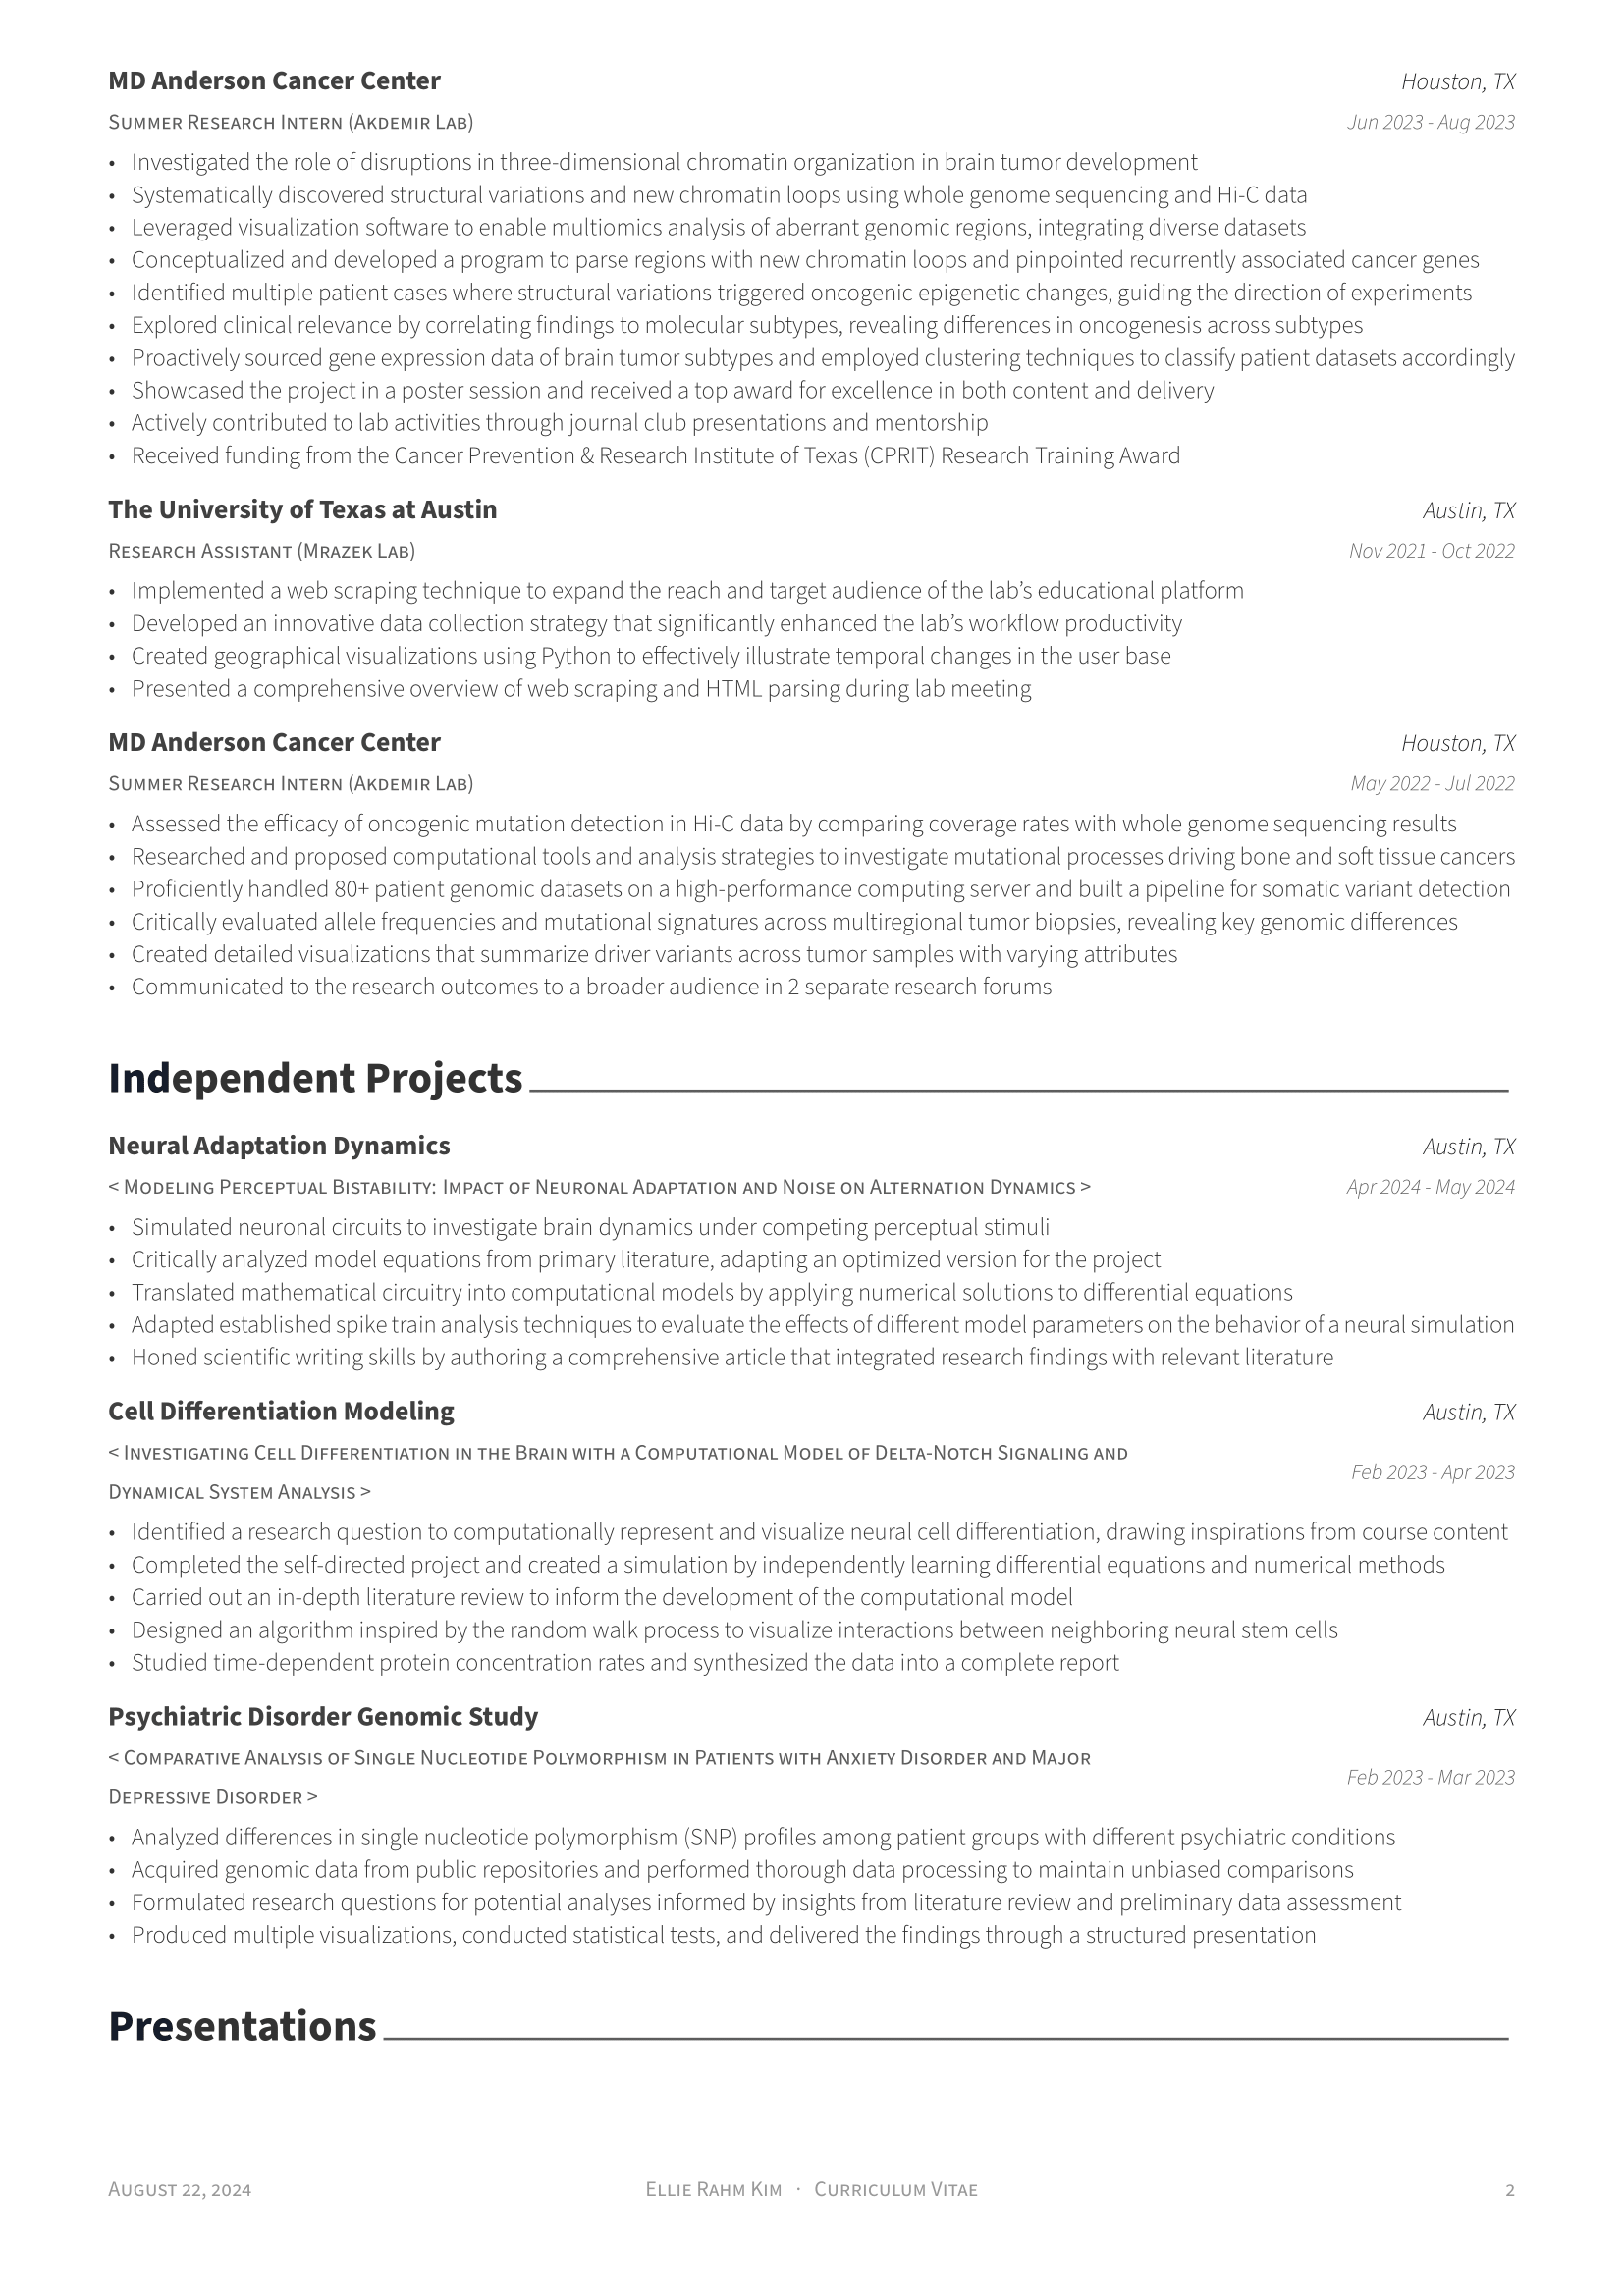 MD Anderson Cancer Center Houston, TX
Summer Research Intern (Akdemir Lab) Jun 2023 - Aug 2023
• Investigated the role of disruptions in three-dimensional chromatin organization in brain tumor development
• Systematically discovered structural variations and new chromatin loops using whole genome sequencing and Hi-C data
• Leveraged visualization software to enable multiomics analysis of aberrant genomic regions, integrating diverse datasets
• Conceptualized and developed a program to parse regions with new chromatin loops and pinpointed recurrently associated cancer genes
• Identified multiple patient cases where structural variations triggered oncogenic epigenetic changes, guiding the direction of experiments
• Explored clinical relevance by correlating findings to molecular subtypes, revealing differences in oncogenesis across subtypes
• Proactively sourced gene expression data of brain tumor subtypes and employed clustering techniques to classify patient datasets accordingly
• Showcased the project in a poster session and received a top award for excellence in both content and delivery
• Actively contributed to lab activities through journal club presentations and mentorship
• Received funding from the Cancer Prevention & Research Institute of Texas (CPRIT) Research Training Award
The University of Texas at Austin Austin, TX
Research Assistant (Mrazek Lab) Nov 2021 - Oct 2022
• Implemented a web scraping technique to expand the reach and target audience of the lab’s educational platform
• Developed an innovative data collection strategy that significantly enhanced the lab’s workflow productivity
• Created geographical visualizations using Python to effectively illustrate temporal changes in the user base
• Presented a comprehensive overview of web scraping and HTML parsing during lab meeting
MD Anderson Cancer Center Houston, TX
Summer Research Intern (Akdemir Lab) May 2022 - Jul 2022
• Assessed the efficacy of oncogenic mutation detection in Hi-C data by comparing coverage rates with whole genome sequencing results
• Researched and proposed computational tools and analysis strategies to investigate mutational processes driving bone and soft tissue cancers
• Proficiently handled 80+ patient genomic datasets on a high-performance computing server and built a pipeline for somatic variant detection
• Critically evaluated allele frequencies and mutational signatures across multiregional tumor biopsies, revealing key genomic differences
• Created detailed visualizations that summarize driver variants across tumor samples with varying attributes
• Communicated to the research outcomes to a broader audience in 2 separate research forums
Independent Projects
Neural Adaptation Dynamics Austin, TX
< Modeling Perceptual Bistability: Impact of Neuronal Adaptation and Noise on Alternation Dynamics > Apr 2024 - May 2024
• Simulated neuronal circuits to investigate brain dynamics under competing perceptual stimuli
• Critically analyzed model equations from primary literature, adapting an optimized version for the project
• Translated mathematical circuitry into computational models by applying numerical solutions to differential equations
• Adapted established spike train analysis techniques to evaluate the effects of different model parameters on the behavior of a neural simulation
• Honed scientific writing skills by authoring a comprehensive article that integrated research findings with relevant literature
Cell Differentiation Modeling Austin, TX
< Investigating Cell Differentiation in the Brain with a Computational Model of Delta-Notch Signaling and
Feb 2023 - Apr 2023
Dynamical System Analysis >
• Identified a research question to computationally represent and visualize neural cell differentiation, drawing inspirations from course content
• Completed the self-directed project and created a simulation by independently learning differential equations and numerical methods
• Carried out an in-depth literature review to inform the development of the computational model
• Designed an algorithm inspired by the random walk process to visualize interactions between neighboring neural stem cells
• Studied time-dependent protein concentration rates and synthesized the data into a complete report
Psychiatric Disorder Genomic Study Austin, TX
< Comparative Analysis of Single Nucleotide Polymorphism in Patients with Anxiety Disorder and Major
Feb 2023 - Mar 2023
Depressive Disorder >
• Analyzed differences in single nucleotide polymorphism (SNP) profiles among patient groups with different psychiatric conditions
• Acquired genomic data from public repositories and performed thorough data processing to maintain unbiased comparisons
• Formulated research questions for potential analyses informed by insights from literature review and preliminary data assessment
• Produced multiple visualizations, conducted statistical tests, and delivered the findings through a structured presentation
Presentations
August 22, 2024 Ellie Rahm Kim · Curriculum Vitae 2